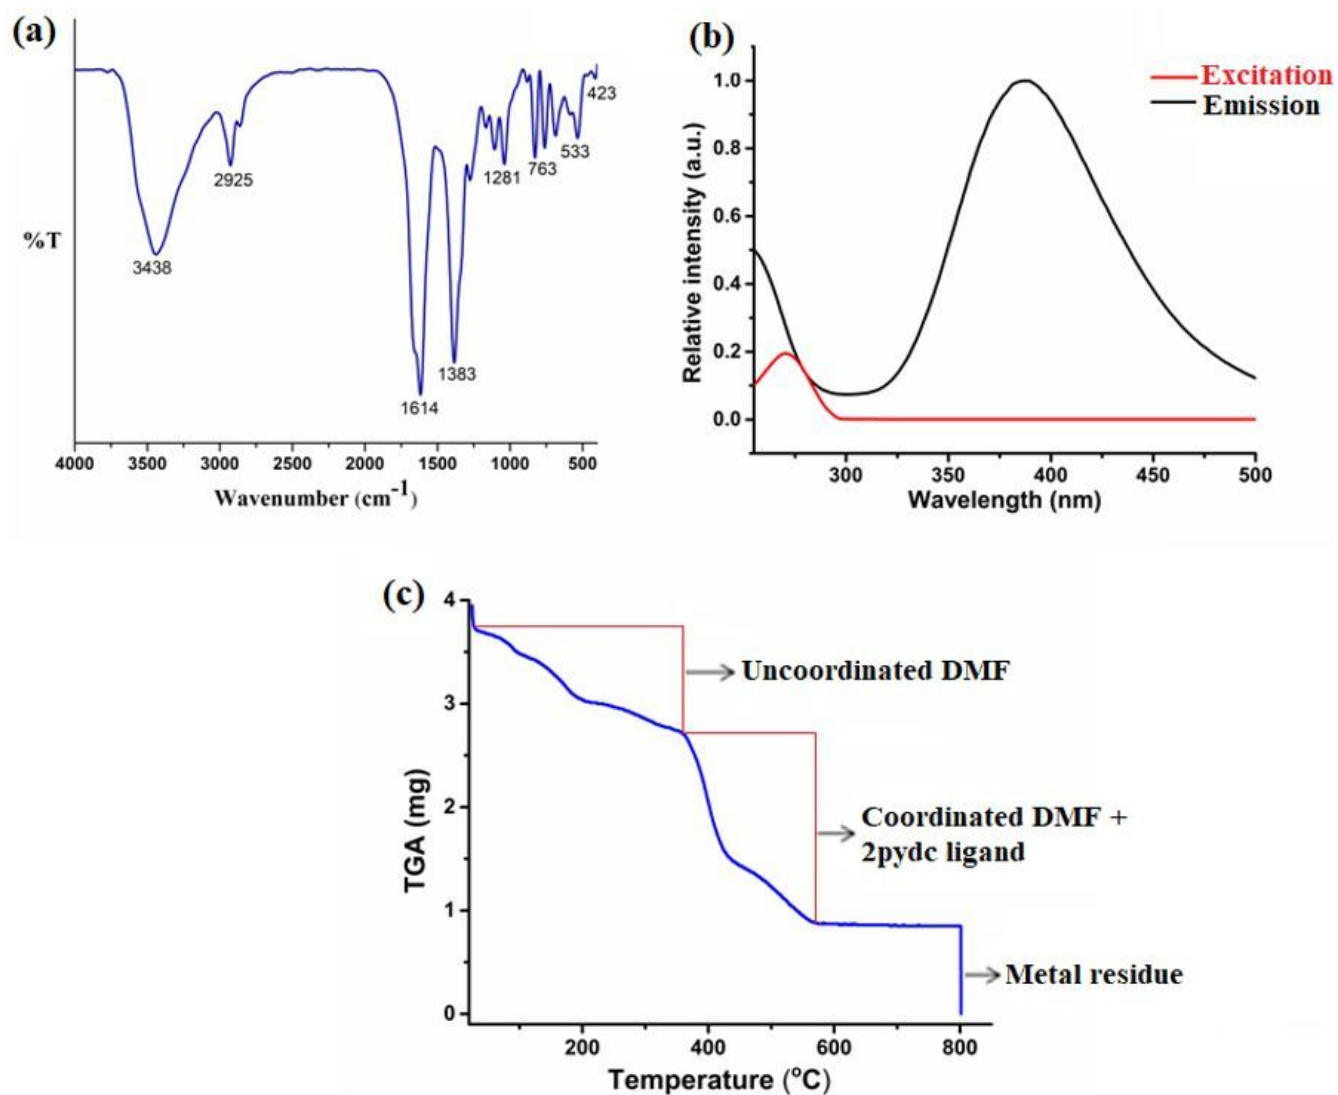 (a)
%T
3438
2925
1614
1383
1281
763
533
423
4000 3500 3000 2500 2000 1500 1000 500
Wavenumber (cm-1)
(b)
Excitation
Emission
Relative intensity (a.u.)
1.0
0.8
0.6
0.4
0.2
0.0
300 350 400 450 500
Wavelength (nm)
(c)
TGA (mg)
4
3
2
1
0
Uncoordinated DMF
Coordinated DMF +
2pydc ligand
Metal residue
200 400 600 800
Temperature (oC)